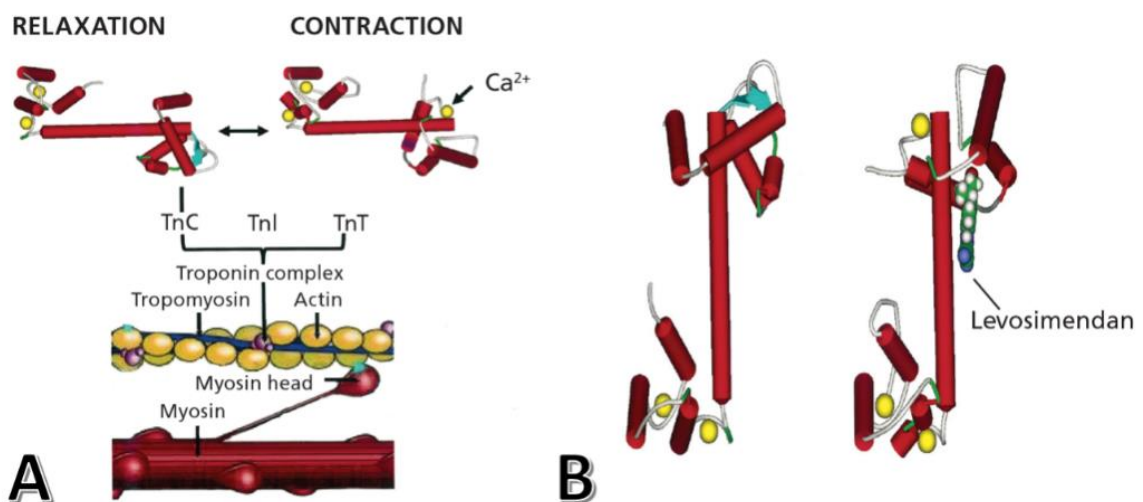 RELAXATION
CONTRACTION
Ca²⁺
TnC
TnI
TnT
Troponin complex
Tropomyosin
Actin
Myosin head
Myosin
A
Levosimendan
B